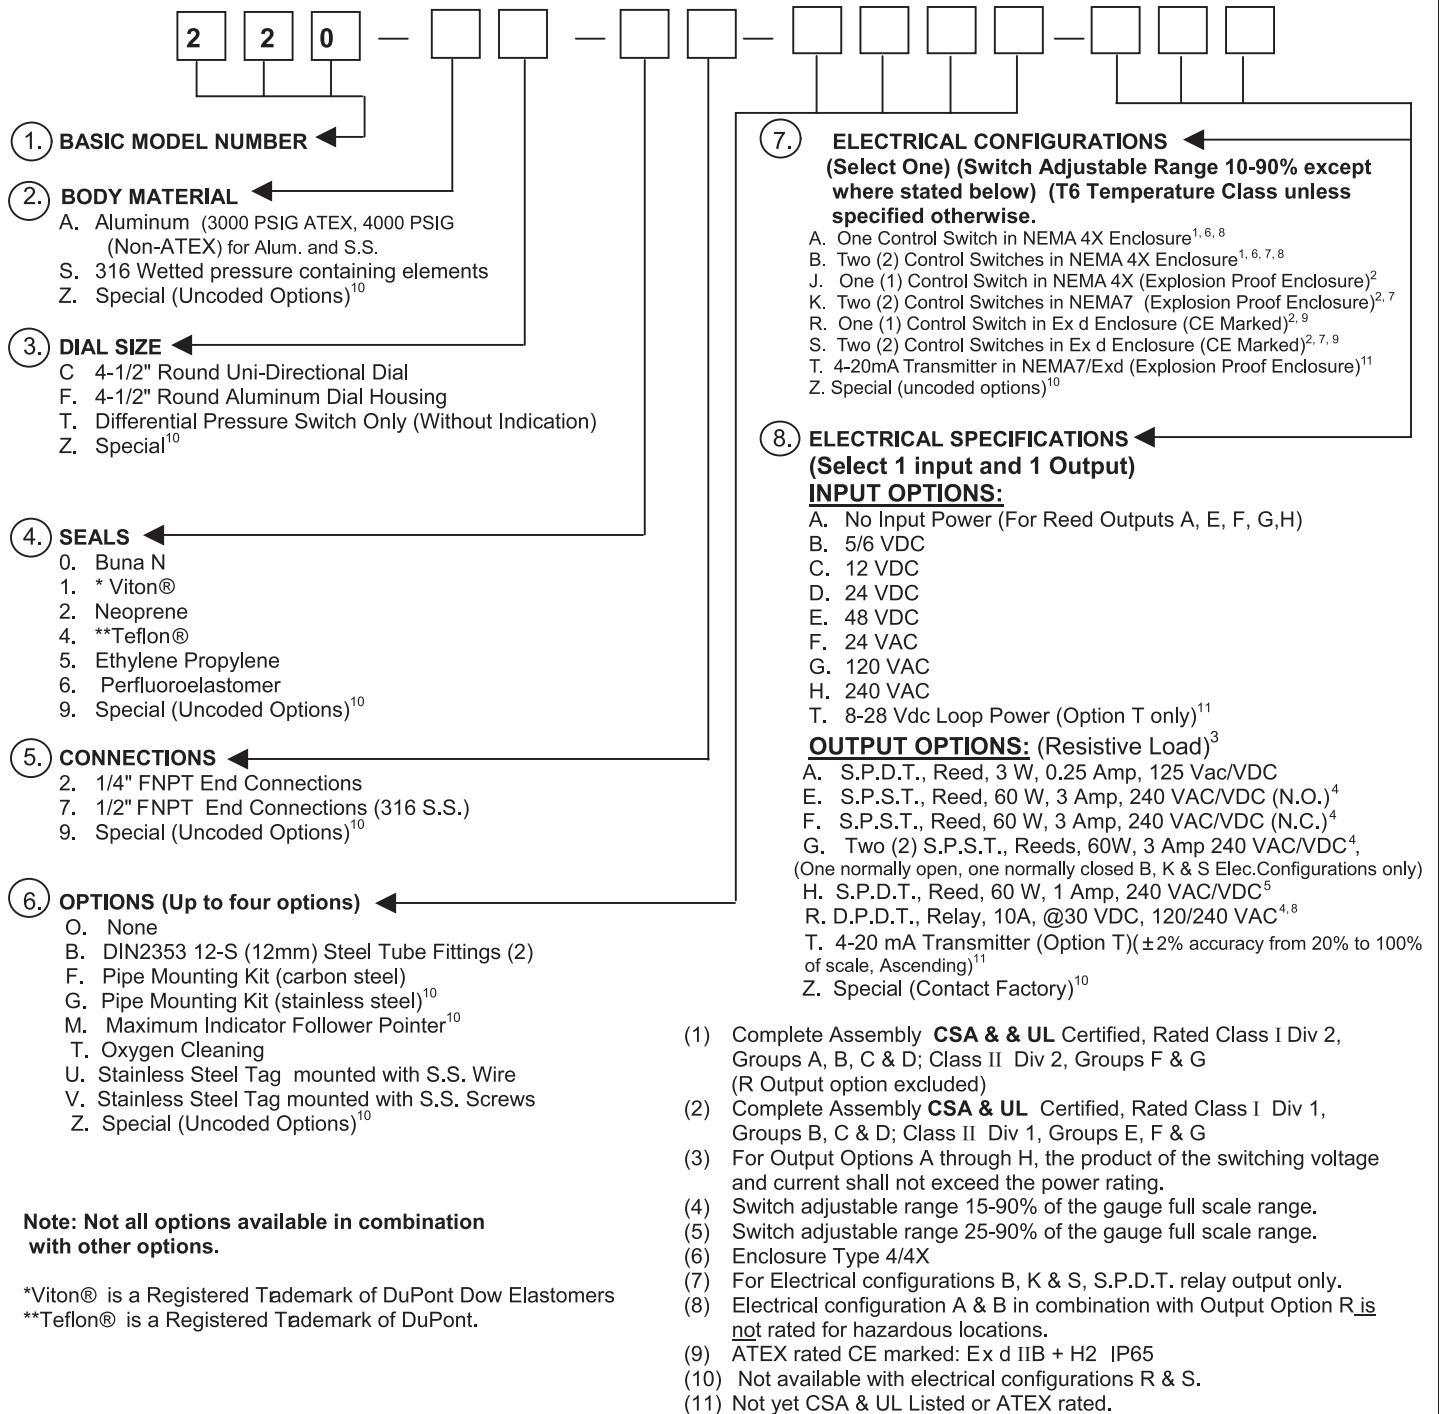 2 2 0 — — — —
1. BASIC MODEL NUMBER
2. BODY MATERIAL
A. Aluminum (3000 PSIG ATEX, 4000 PSIG
(Non-ATEX) for Alum. and S.S.
S. 316 Wetted pressure containing elements
Z. Special (Uncoded Options)10
3. DIAL SIZE
C 4-1/2" Round Uni-Directional Dial
F. 4-1/2" Round Aluminum Dial Housing
T. Differential Pressure Switch Only (Without Indication)
Z. Special10
4. SEALS
0. Buna N
1. * Viton®
2. Neoprene
4. **Teflon®
5. Ethylene Propylene
6. Perfluoroelastomer
9. Special (Uncoded Options)10
5. CONNECTIONS
2. 1/4" FNPT End Connections
7. 1/2" FNPT End Connections (316 S.S.)
9. Special (Uncoded Options)10
6. OPTIONS (Up to four options)
O. None
B. DIN2353 12-S (12mm) Steel Tube Fittings (2)
F. Pipe Mounting Kit (carbon steel)
G. Pipe Mounting Kit (stainless steel)10
M. Maximum Indicator Follower Pointer10
T. Oxygen Cleaning
U. Stainless Steel Tag mounted with S.S. Wire
V. Stainless Steel Tag mounted with S.S. Screws
Z. Special (Uncoded Options)10
Note: Not all options available in combination
with other options.
*Viton® is a Registered Trademark of DuPont Dow Elastomers
**Teflon® is a Registered Trademark of DuPont.
7. ELECTRICAL CONFIGURATIONS
(Select One) (Switch Adjustable Range 10-90% except
where stated below) (T6 Temperature Class unless
specified otherwise.
A. One Control Switch in NEMA 4X Enclosure1, 6, 8
B. Two (2) Control Switches in NEMA 4X Enclosure1, 6, 7, 8
J. One (1) Control Switch in NEMA 4X (Explosion Proof Enclosure)2
K. Two (2) Control Switches in NEMA7 (Explosion Proof Enclosure)2, 7
R. One (1) Control Switch in Ex d Enclosure (CE Marked)2, 9
S. Two (2) Control Switches in Ex d Enclosure (CE Marked)2, 7, 9
T. 4-20mA Transmitter in NEMA7/Exd (Explosion Proof Enclosure)11
Z. Special (uncoded options)10
8. ELECTRICAL SPECIFICATIONS
(Select 1 input and 1 Output)
INPUT OPTIONS:
A. No Input Power (For Reed Outputs A, E, F, G,H)
B. 5/6 VDC
C. 12 VDC
D. 24 VDC
E. 48 VDC
F. 24 VAC
G. 120 VAC
H. 240 VAC
T. 8-28 Vdc Loop Power (Option T only)11
OUTPUT OPTIONS: (Resistive Load)3
A. S.P.D.T., Reed, 3 W, 0.25 Amp, 125 Vac/VDC
E. S.P.S.T., Reed, 60 W, 3 Amp, 240 VAC/VDC (N.O.)4
F. S.P.S.T., Reed, 60 W, 3 Amp, 240 VAC/VDC (N.C.)4
G. Two (2) S.P.S.T., Reeds, 60W, 3 Amp 240 VAC/VDC4,
(One normally open, one normally closed B, K & S Elec.Configurations only)
H. S.P.D.T., Reed, 60 W, 1 Amp, 240 VAC/VDC5
R. D.P.D.T., Relay, 10A, @30 VDC, 120/240 VAC4,8
T. 4-20 mA Transmitter (Option T)(±2% accuracy from 20% to 100%
of scale, Ascending)11
Z. Special (Contact Factory)10
(1) Complete Assembly CSA & & UL Certified, Rated Class I Div 2,
Groups A, B, C & D; Class II Div 2, Groups F & G
(R Output option excluded)
(2) Complete Assembly CSA & UL Certified, Rated Class I Div 1,
Groups B, C & D; Class II Div 1, Groups E, F & G
(3) For Output Options A through H, the product of the switching voltage
and current shall not exceed the power rating.
(4) Switch adjustable range 15-90% of the gauge full scale range.
(5) Switch adjustable range 25-90% of the gauge full scale range.
(6) Enclosure Type 4/4X
(7) For Electrical configurations B, K & S, S.P.D.T. relay output only.
(8) Electrical configuration A & B in combination with Output Option R is
not rated for hazardous locations.
(9) ATEX rated CE marked: Ex d IIB + H2 IP65
(10) Not available with electrical configurations R & S.
(11) Not yet CSA & UL Listed or ATEX rated.